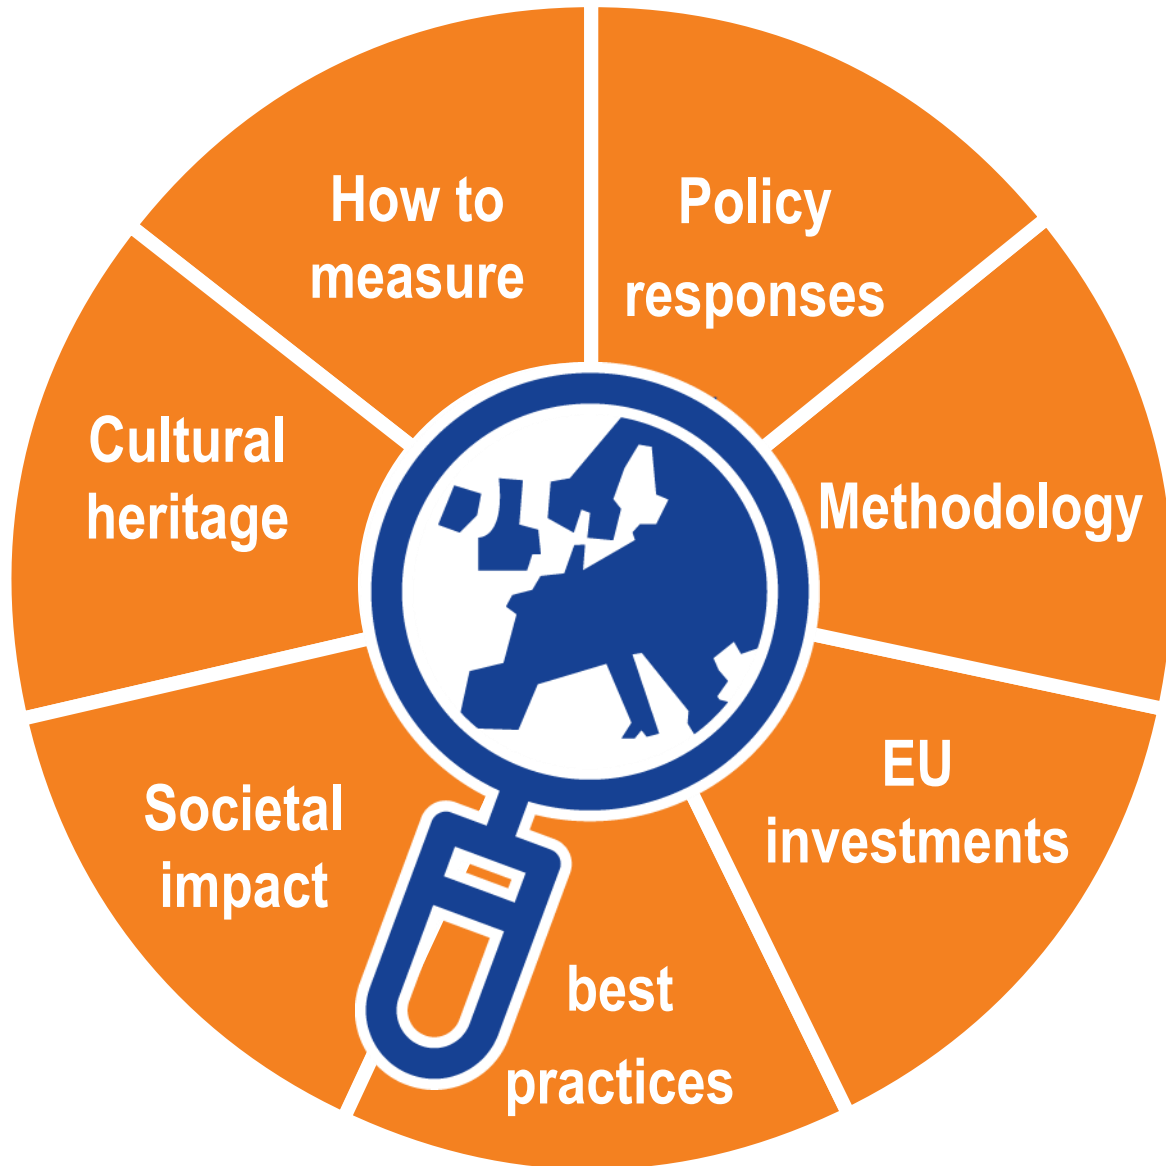 How to
measure
Policy
responses
Methodology
EU
investments
best
practices
Societal
impact
Cultural
heritage